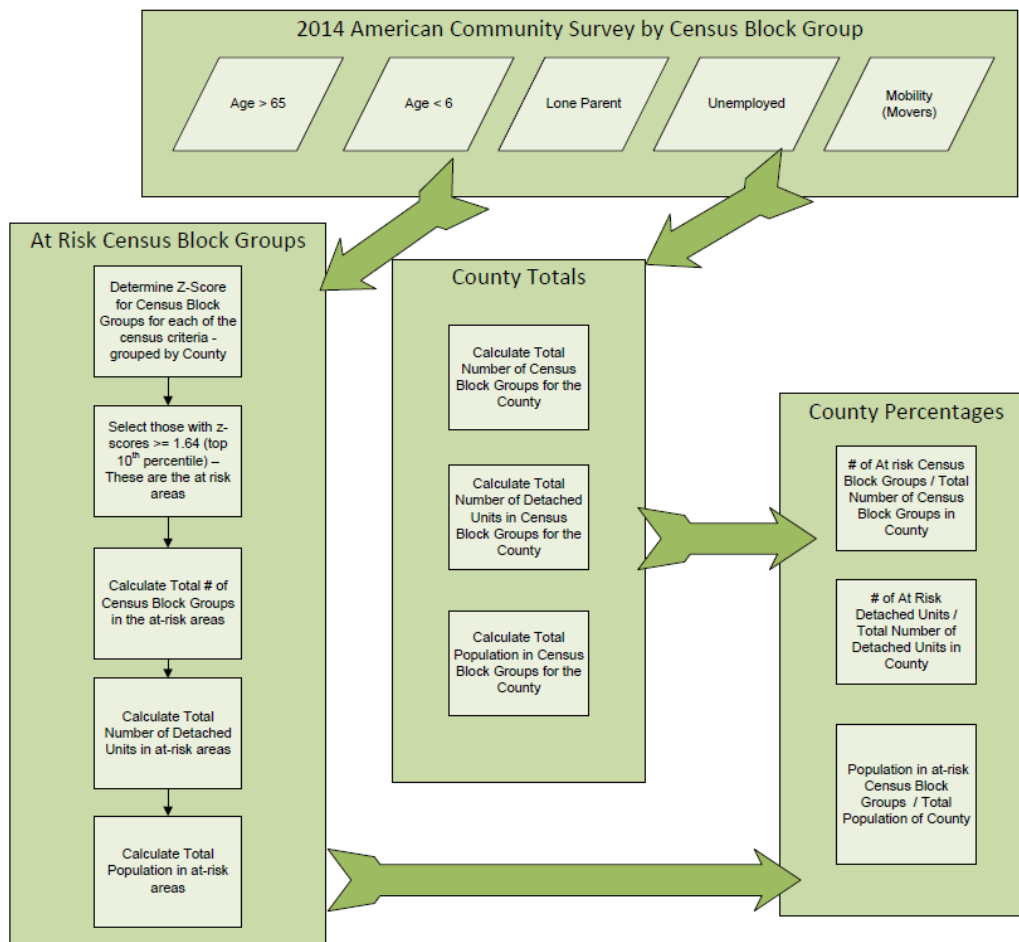 2014 American Community Survey by Census Block Group
Age > 65
Age < 6
Lone Parent
Unemployed
Mobility
(Movers)
At Risk Census Block Groups
Determine Z-Score
for Census Block
Groups for each of the
census criteria -
grouped by County
Select those with z-
scores >= 1.64 (top
10th percentile) –
These are the at risk
areas
Calculate Total # of
Census Block Groups
in the at-risk areas
Calculate Total
Number of Detached
Units in at-risk areas
Calculate Total
Population in at-risk
areas
County Totals
Calculate Total
Number of Census
Block Groups for the
County
Calculate Total
Number of Detached
Units in Census
Block Groups for the
County
Calculate Total
Population in Census
Block Groups for the
County
County Percentages
# of At risk Census
Block Groups / Total
Number of Census
Block Groups in
County
# of At Risk
Detached Units /
Total Number of
Detached Units in
County
Population in at-risk
Census Block
Groups / Total
Population of County